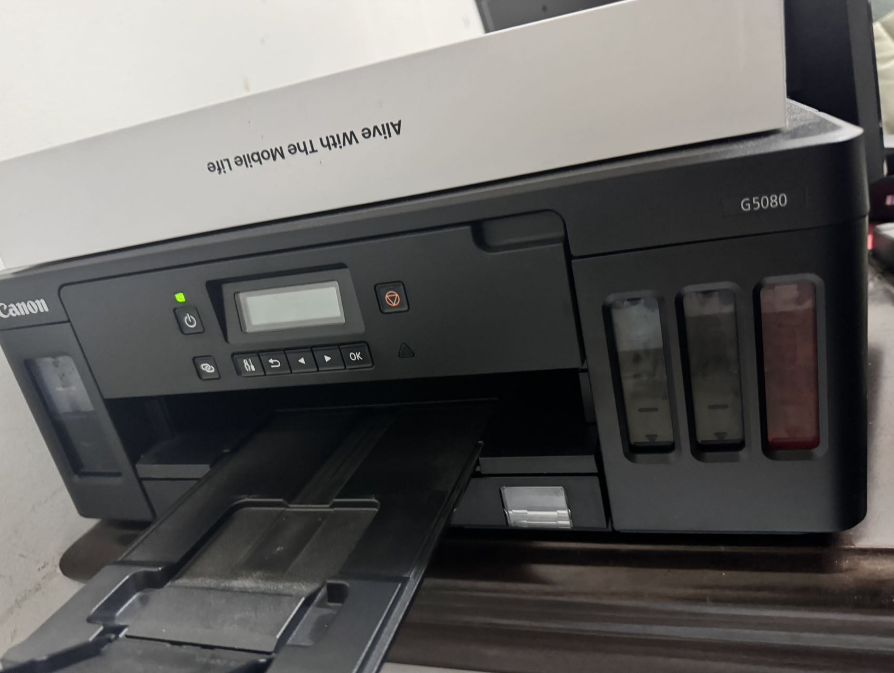 Alive With The Mobile Life
G5080
Canon
OK